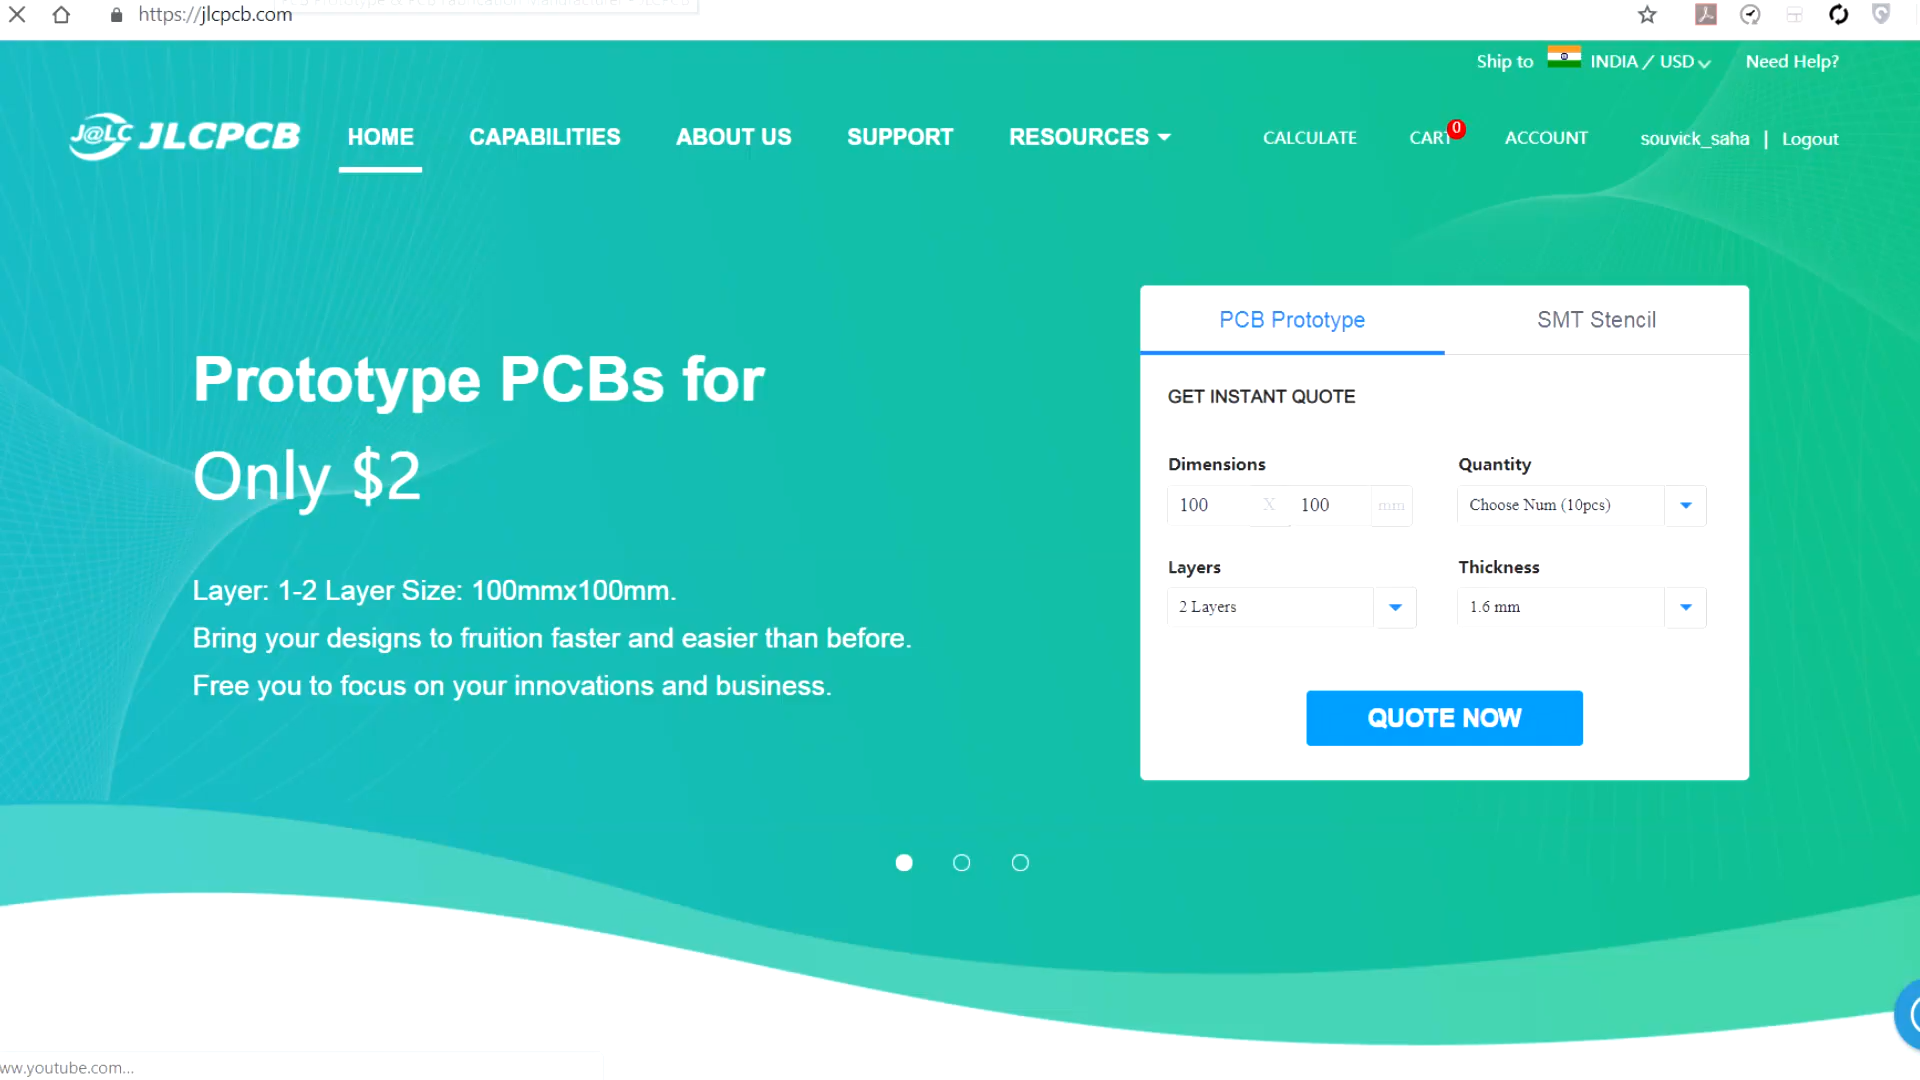 https://jlcpcb.com
Ship to INDIA / USD Need Help?
J@LC JLCPCB HOME CAPABILITIES ABOUT US SUPPORT RESOURCES CALCULATE CART 0 ACCOUNT souvick_saha | Logout
PCB Prototype SMT Stencil
Prototype PCBs for
Only $2
GET INSTANT QUOTE
Dimensions Quantity
100 X 100 mm Choose Num (10pcs)
Layers Thickness
2 Layers 1.6 mm
Layer: 1-2 Layer Size: 100mmx100mm.
Bring your designs to fruition faster and easier than before.
Free you to focus on your innovations and business.
QUOTE NOW
ww.youtube.com...